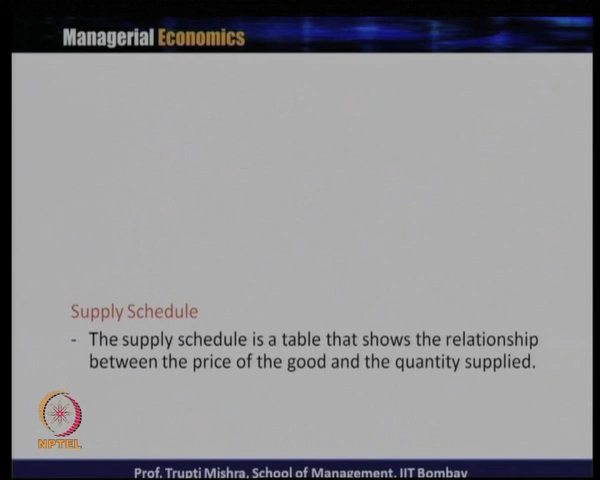 Managerial Economics
Supply Schedule
- The supply schedule is a table that shows the relationship
between the price of the good and the quantity supplied.
NPTEL
Prof. Trupti Mishra, School of Management, IIT Bombay